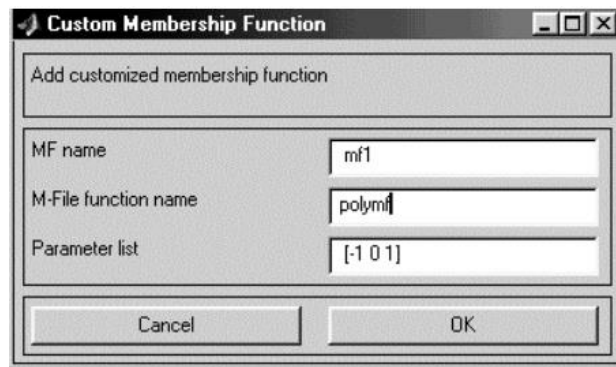 Custom Membership Function
Add customized membership function
MF name
mf1
M-File function name
polymf
Parameter list
[-1 0 1]
Cancel
OK